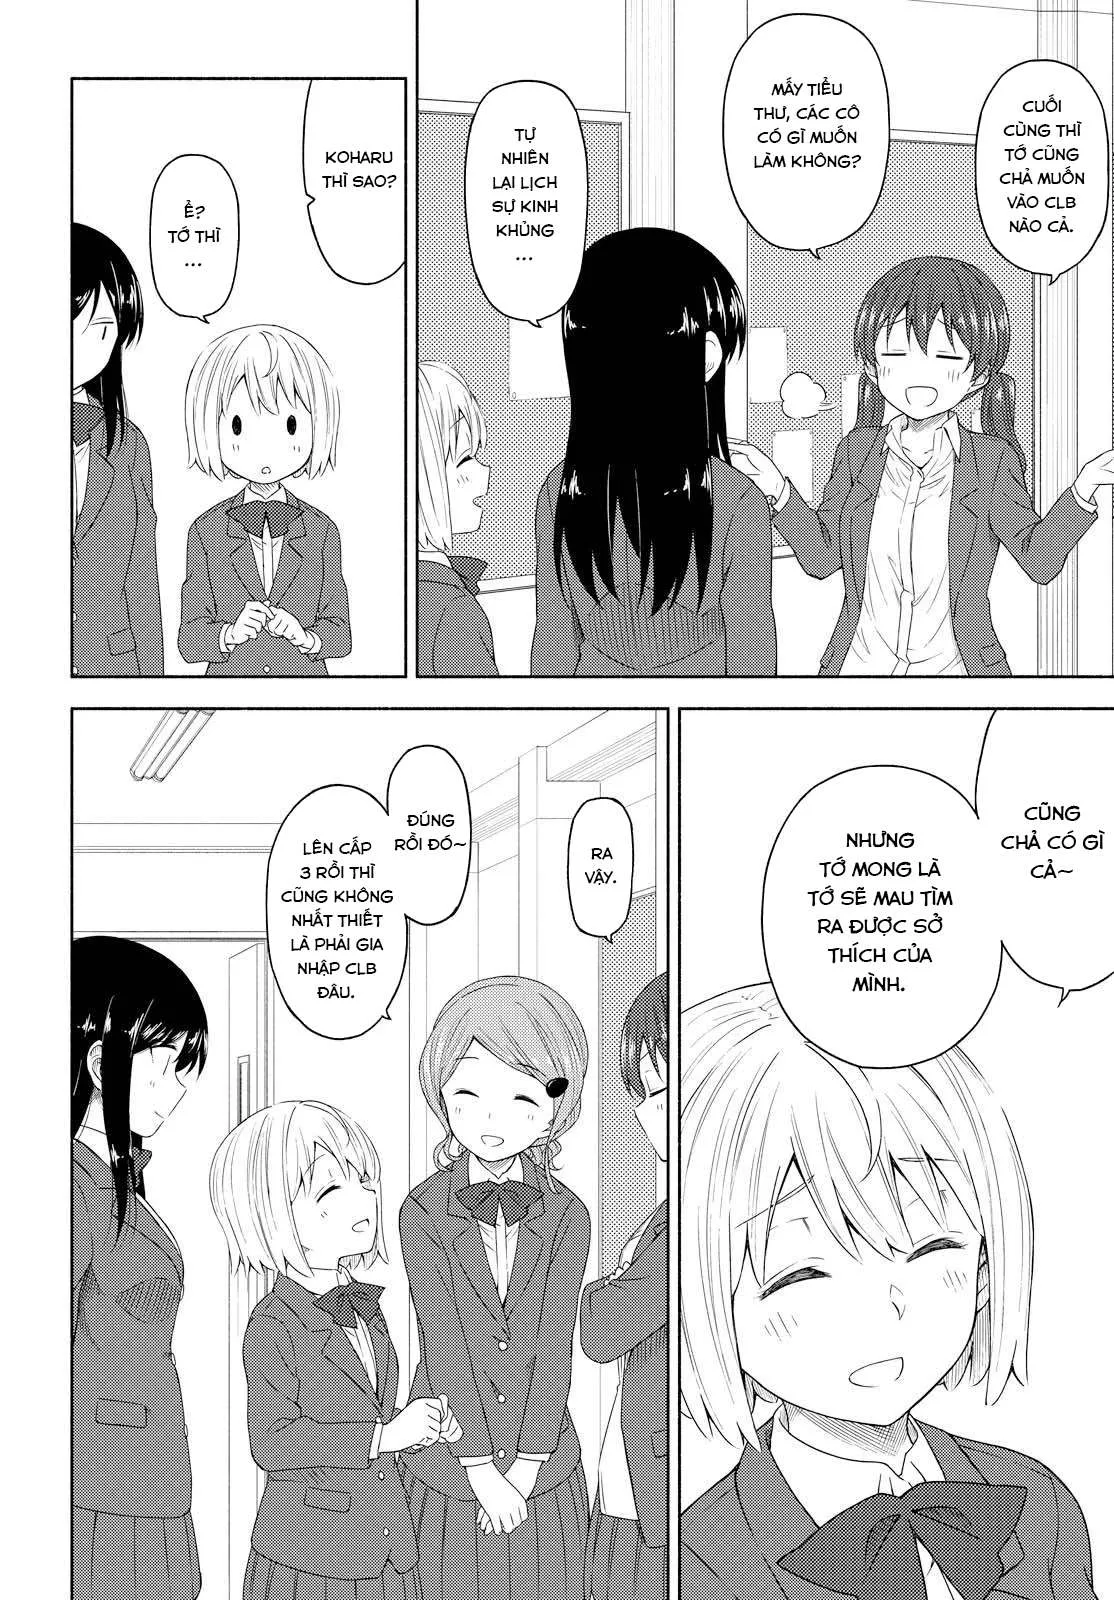 CUỐI
CÙNG THÌ
TỚ CŨNG
CHẢ MUỐN
VÀO CLB
NÀO CẢ.
MẤY TIỂU
THƯ, CÁC CÔ
CÓ GÌ MUỐN
LÀM KHÔNG?
TỰ
NHIÊN
LẠI LỊCH
SỰ KINH
KHỦNG
...
KOHARU
THÌ SAO?
Ể?
TỚ THÌ
...
CŨNG
CHẢ CÓ GÌ
CẢ~
NHƯNG
TỚ MONG LÀ
TỚ SẼ MAU TÌM
RA ĐƯỢC SỞ
THÍCH CỦA
MÌNH.
RA
VẬY.
ĐÚNG
RỒI ĐÓ~
LÊN CẤP
3 RỒI THÌ
CŨNG KHÔNG
NHẤT THIẾT
LÀ PHẢI GIA
NHẬP CLB
ĐÂU.